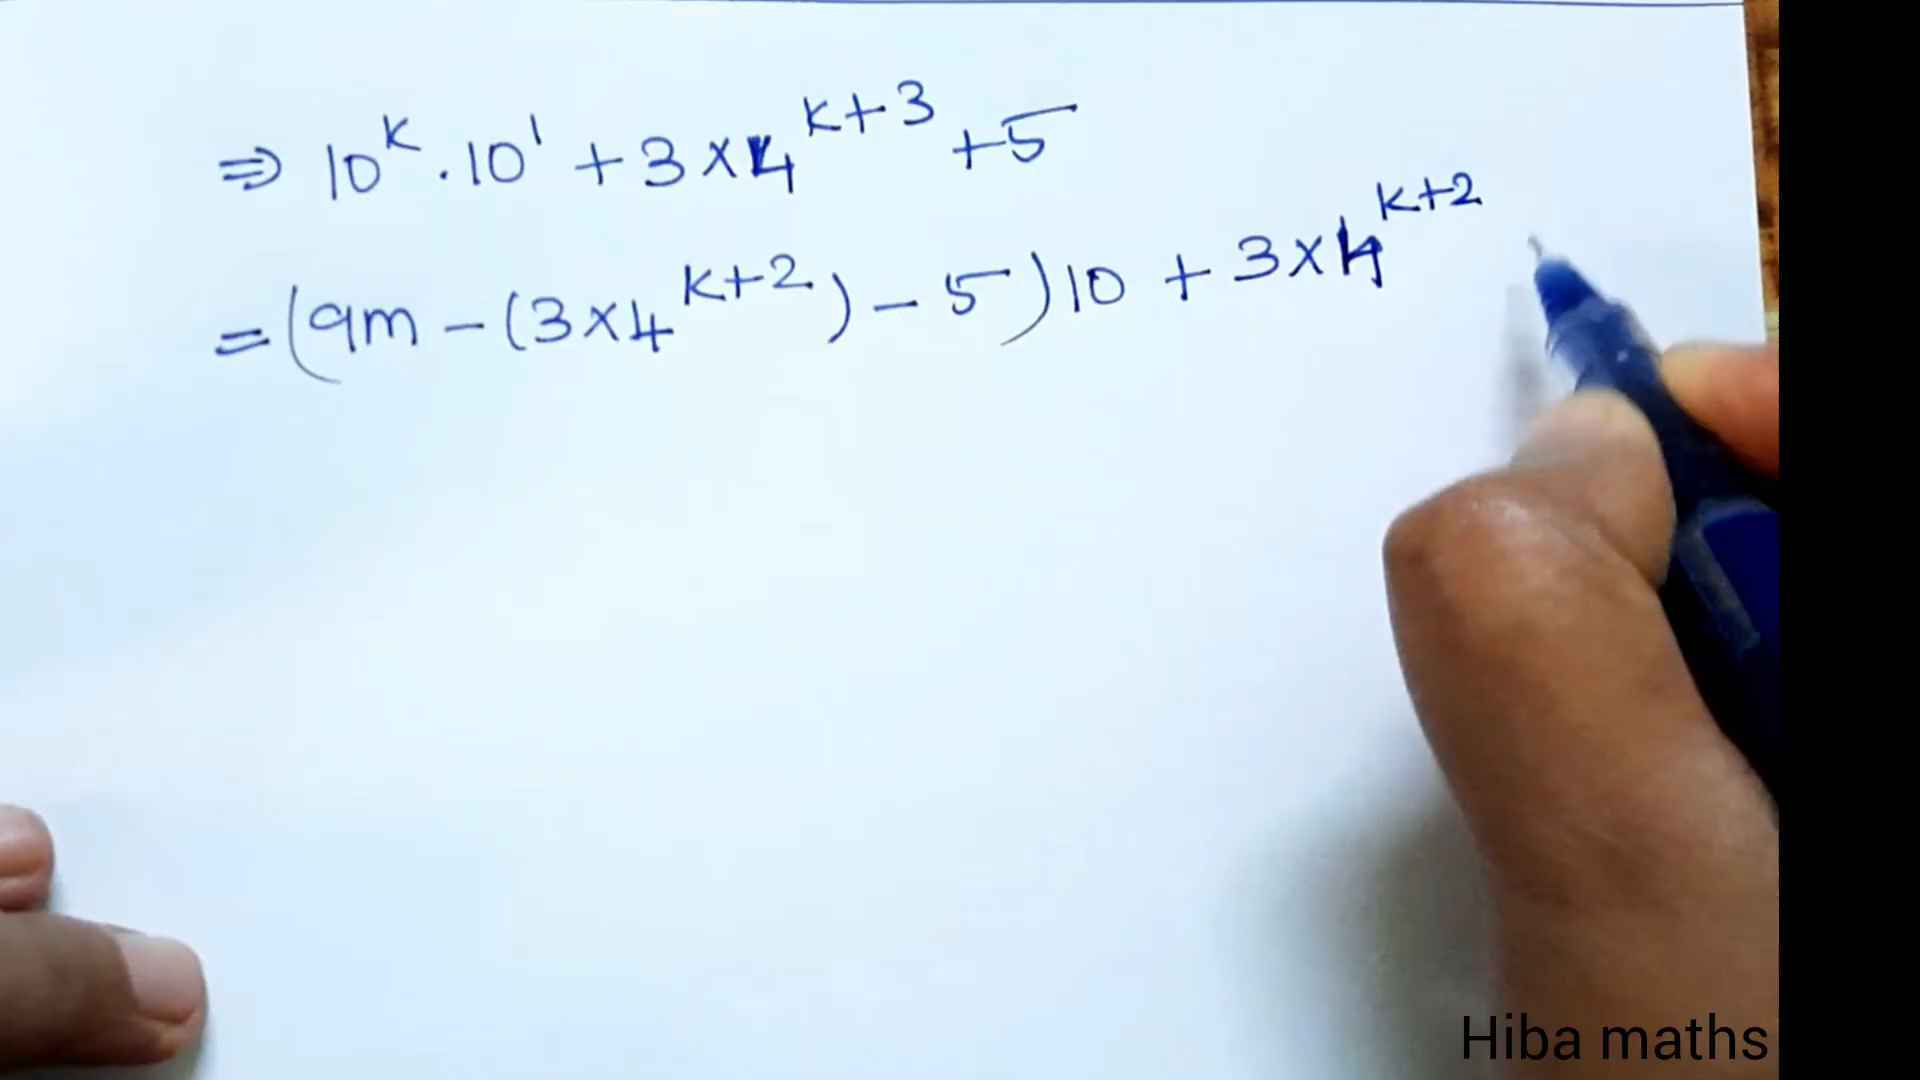 ⇒ 10^k . 10^1 + 3 × 4^k+3 + 5
= (9m - (3 × 4^k+2) - 5) 10 + 3 × 4^k+2
Hiba maths